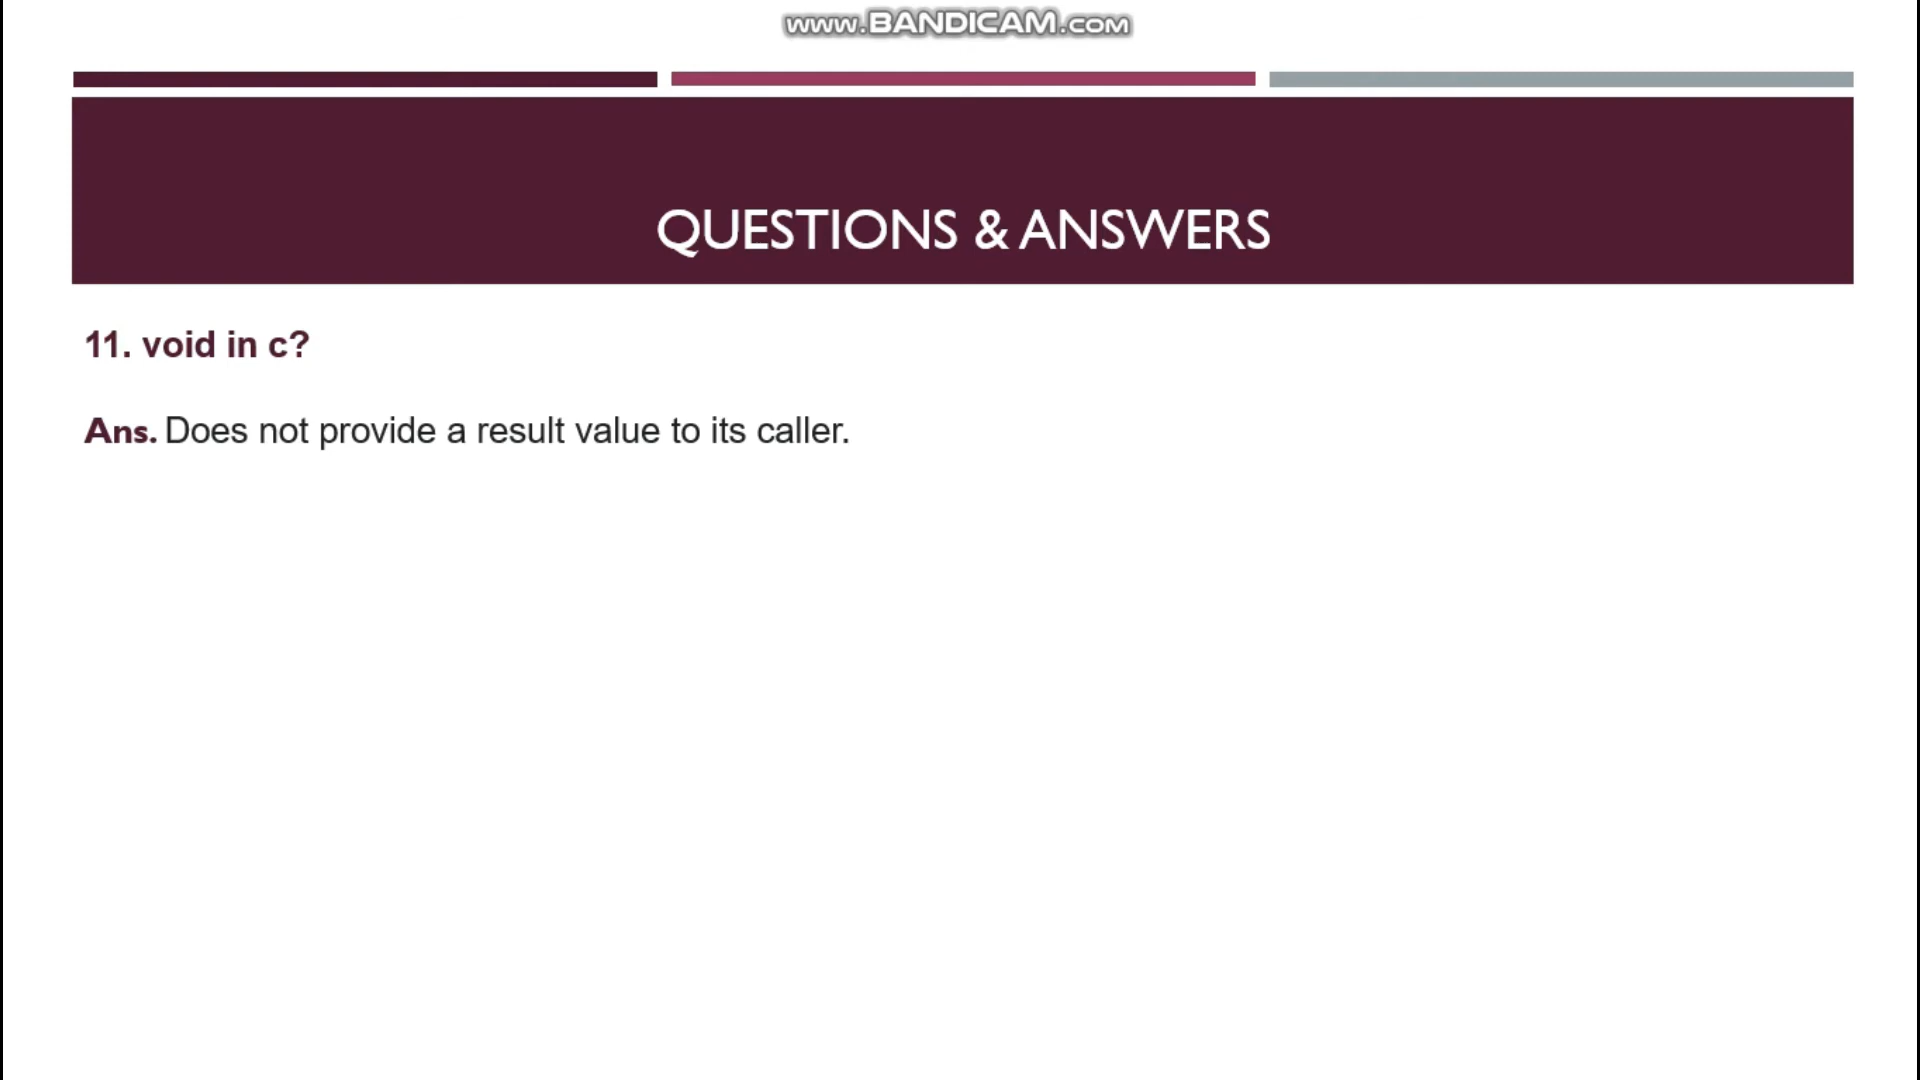 www.BANDICAM.com
QUESTIONS & ANSWERS
11. void in c?
Ans. Does not provide a result value to its caller.